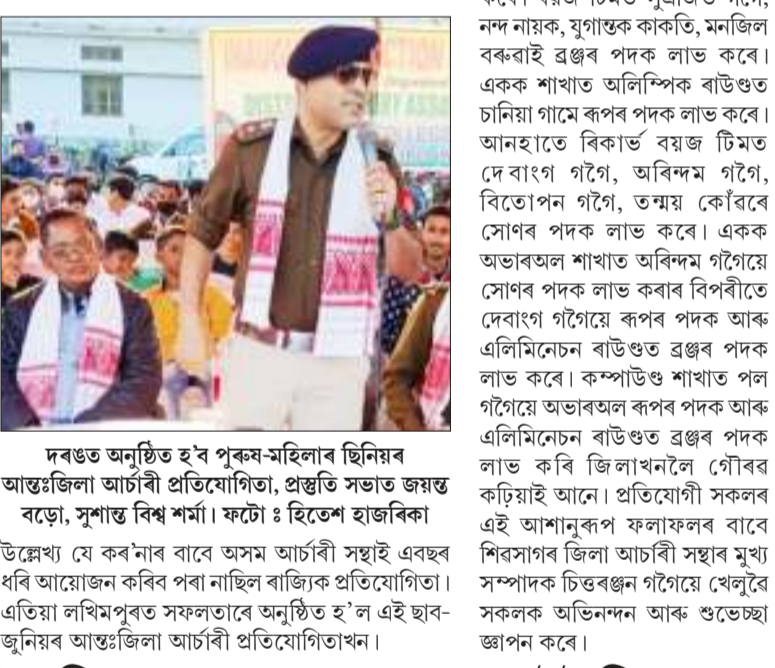 দৰঙত অনুষ্ঠিত হ'ব পুৰুষ-মহিলাৰ ছিনিয়ৰ
আন্তঃজিলা আৰ্চাৰী প্ৰতিযোগিতা, প্ৰস্তুতি সভাত জয়ন্ত
বড়ো, সুশান্ত বিশ্ব শৰ্মা। ফটো ঃ হিতেশ হাজৰিকা
উল্লেখ্য যে কৰ'নাৰ বাবে অসম আৰ্চাৰী সন্থাই এবছৰ
ধৰি আয়োজন কৰিব পৰা নাছিল ৰাজ্যিক প্ৰতিযোগিতা।
এতিয়া লখিমপুৰত সফলতাৰে অনুষ্ঠিত হ'ল এই ছাব-
জুনিয়ৰ আন্তঃজিলা আৰ্চাৰী প্ৰতিযোগিতাখন।
নন্দ নায়ক, যুগান্তক কাকতি, মনজিল
বৰুৱাই ব্ৰঞ্জৰ পদক লাভ কৰে।
একক শাখাত অলিম্পিক ৰাউণ্ডত
চানিয়া গামে ৰূপৰ পদক লাভ কৰে।
আনহাতে ৰিকাৰ্ভ বয়জ টিমত
দেবাংগ গগৈ, অৰিন্দম গগৈ,
বিতোপন গগৈ, তন্ময় কোঁৱৰে
সোণৰ পদক লাভ কৰে। একক
অভাৰঅল শাখাত অৰিন্দম গগৈয়ে
সোণৰ পদক লাভ কৰাৰ বিপৰীতে
দেবাংগ গগৈয়ে ৰূপৰ পদক আৰু
এলিমিনেচন ৰাউণ্ডত ব্ৰঞ্জৰ পদক
লাভ কৰে। কম্পাউণ্ড শাখাত পল
গগৈয়ে অভাৰঅল ৰূপৰ পদক আৰু
এলিমিনেচন ৰাউণ্ডত ব্ৰঞ্জৰ পদক
লাভ কৰি জিলাখনলৈ গৌৰৱ
কঢ়িয়াই আনে। প্ৰতিযোগী সকলৰ
এই আশানুৰূপ ফলাফলৰ বাবে
শিৱসাগৰ জিলা আৰ্চাৰী সন্থাৰ মুখ্য
সম্পাদক চিত্তৰঞ্জন গগৈয়ে খেলুৱৈ
সকলক অভিনন্দন আৰু শুভেচ্ছা
জ্ঞাপন কৰে।